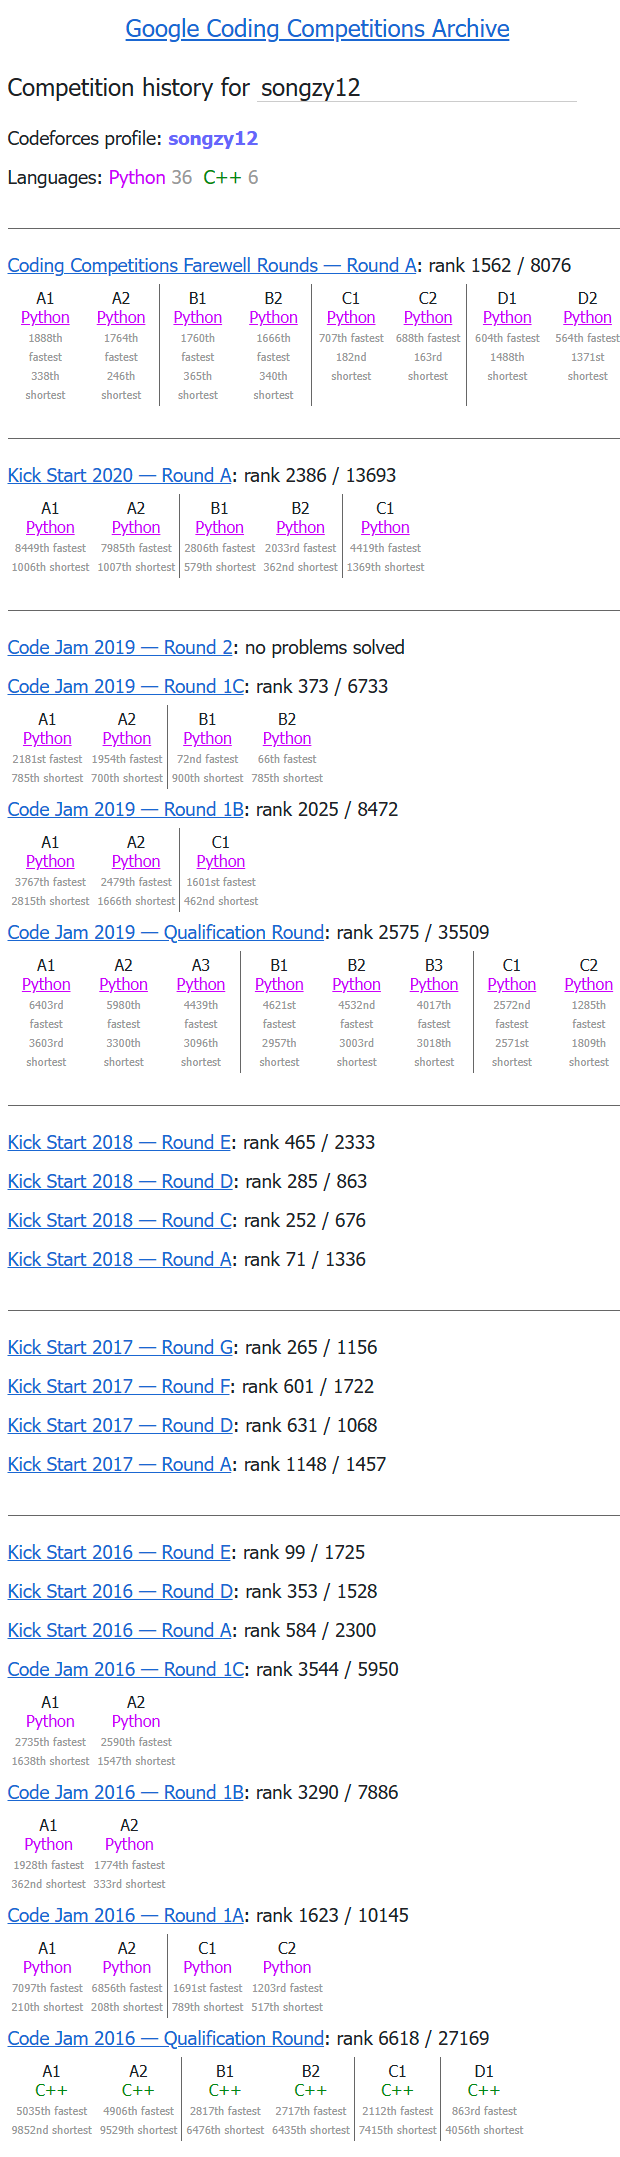 Google Coding Competitions Archive
Competition history for songzy12
Codeforces profile: songzy12
Languages: Python 36 C++ 6
Coding Competitions Farewell Rounds — Round A: rank 1562 / 8076
A1 A2 B1 B2 C1 C2 D1 D2
Python Python Python Python Python Python Python Python
1888th 1764th 1760th 1666th 707th fastest 688th fastest 604th fastest 564th fastest
fastest fastest fastest fastest 182nd 163rd 1488th 1371st
338th 246th 365th 340th shortest shortest shortest shortest
shortest shortest shortest shortest
Kick Start 2020 — Round A: rank 2386 / 13693
A1 A2 B1 B2 C1
Python Python Python Python Python
8449th fastest 7985th fastest 2806th fastest 2033rd fastest 4419th fastest
1006th shortest 1007th shortest 579th shortest 362nd shortest 1369th shortest
Code Jam 2019 — Round 2: no problems solved
Code Jam 2019 — Round 1C: rank 373 / 6733
A1 A2 B1 B2
Python Python Python Python
2181st fastest 1954th fastest 72nd fastest 66th fastest
785th shortest 700th shortest 900th shortest 785th shortest
Code Jam 2019 — Round 1B: rank 2025 / 8472
A1 A2 C1
Python Python Python
3767th fastest 2479th fastest 1601st fastest
2815th shortest 1666th shortest 462nd shortest
Code Jam 2019 — Qualification Round: rank 2575 / 35509
A1 A2 A3 B1 B2 B3 C1 C2
Python Python Python Python Python Python Python Python
6403rd 5980th 4439th 4621st 4532nd 4017th 2572nd 1285th
fastest fastest fastest fastest fastest fastest fastest fastest
3603rd 3300th 3096th 2957th 3003rd 3018th 2571st 1809th
shortest shortest shortest shortest shortest shortest shortest shortest
Kick Start 2018 — Round E: rank 465 / 2333
Kick Start 2018 — Round D: rank 285 / 863
Kick Start 2018 — Round C: rank 252 / 676
Kick Start 2018 — Round A: rank 71 / 1336
Kick Start 2017 — Round G: rank 265 / 1156
Kick Start 2017 — Round F: rank 601 / 1722
Kick Start 2017 — Round D: rank 631 / 1068
Kick Start 2017 — Round A: rank 1148 / 1457
Kick Start 2016 — Round E: rank 99 / 1725
Kick Start 2016 — Round D: rank 353 / 1528
Kick Start 2016 — Round A: rank 584 / 2300
Code Jam 2016 — Round 1C: rank 3544 / 5950
A1 A2
Python Python
2735th fastest 2590th fastest
1638th shortest 1547th shortest
Code Jam 2016 — Round 1B: rank 3290 / 7886
A1 A2
Python Python
1928th fastest 1774th fastest
362nd shortest 333rd shortest
Code Jam 2016 — Round 1A: rank 1623 / 10145
A1 A2 C1 C2
Python Python Python Python
7097th fastest 6856th fastest 1691st fastest 1203rd fastest
210th shortest 208th shortest 789th shortest 517th shortest
Code Jam 2016 — Qualification Round: rank 6618 / 27169
A1 A2 B1 B2 C1 D1
C++ C++ C++ C++ C++ C++
5035th fastest 4906th fastest 2817th fastest 2717th fastest 2112th fastest 863rd fastest
9852nd shortest 9529th shortest 6476th shortest 6435th shortest 7415th shortest 4056th shortest